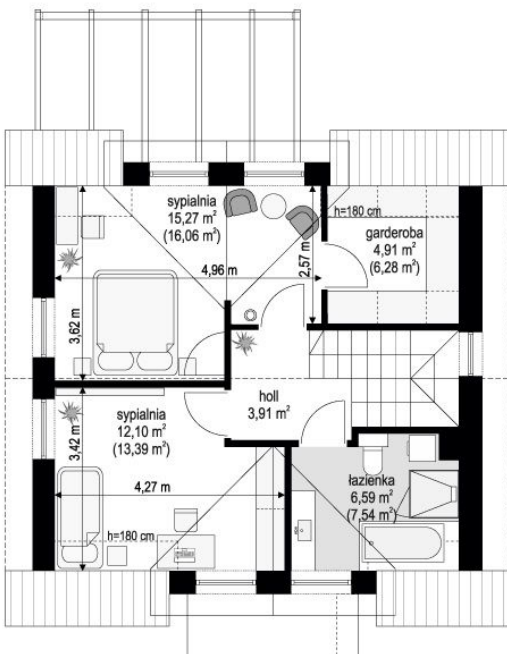 sypialnia
15,27 m²
(16,06 m²)
4,96 m
2,57 m
3,62 m
h=180 cm
garderoba
4,91 m²
(6,28 m²)
holl
3,91 m²
sypialnia
12,10 m²
(13,39 m²)
3,42 m
4,27 m
h=180 cm
łazienka
6,59 m²
(7,54 m²)